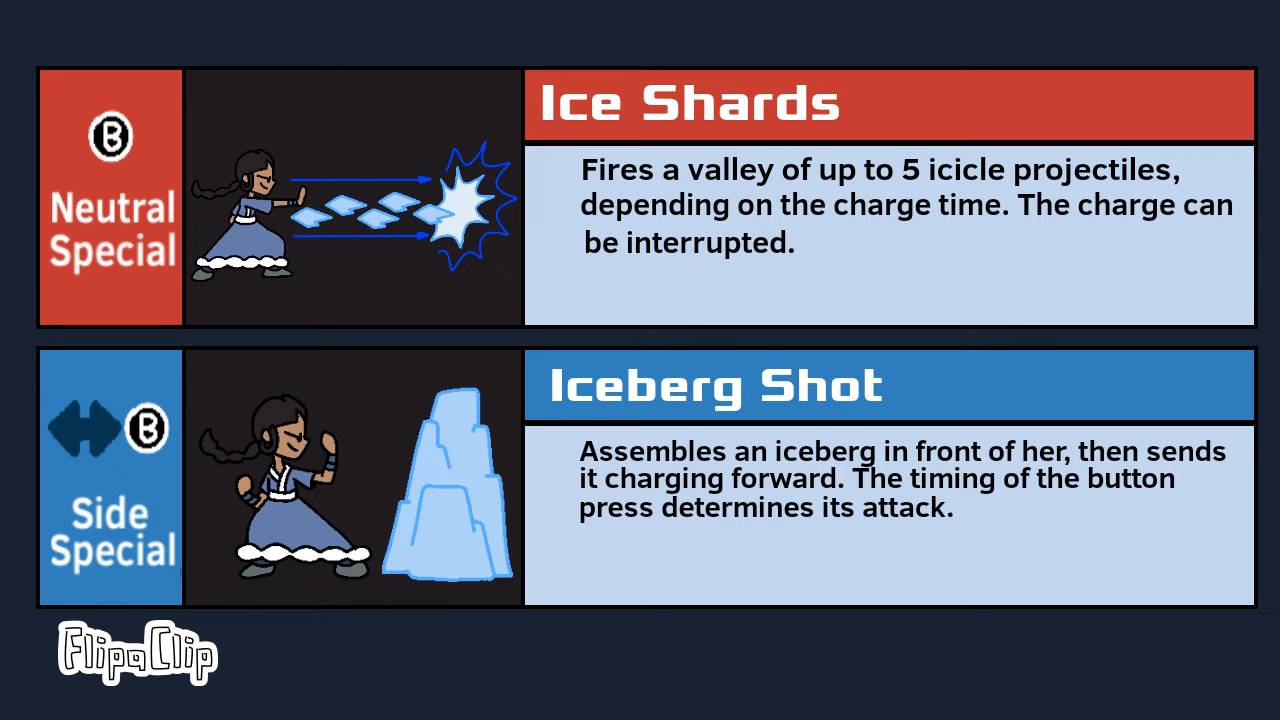 B
Neutral
Special
Ice Shards
Fires a valley of up to 5 icicle projectiles,
depending on the charge time. The charge can
be interrupted.
B
Side
Special
Iceberg Shot
Assembles an iceberg in front of her, then sends
it charging forward. The timing of the button
press determines its attack.
FlipaClip